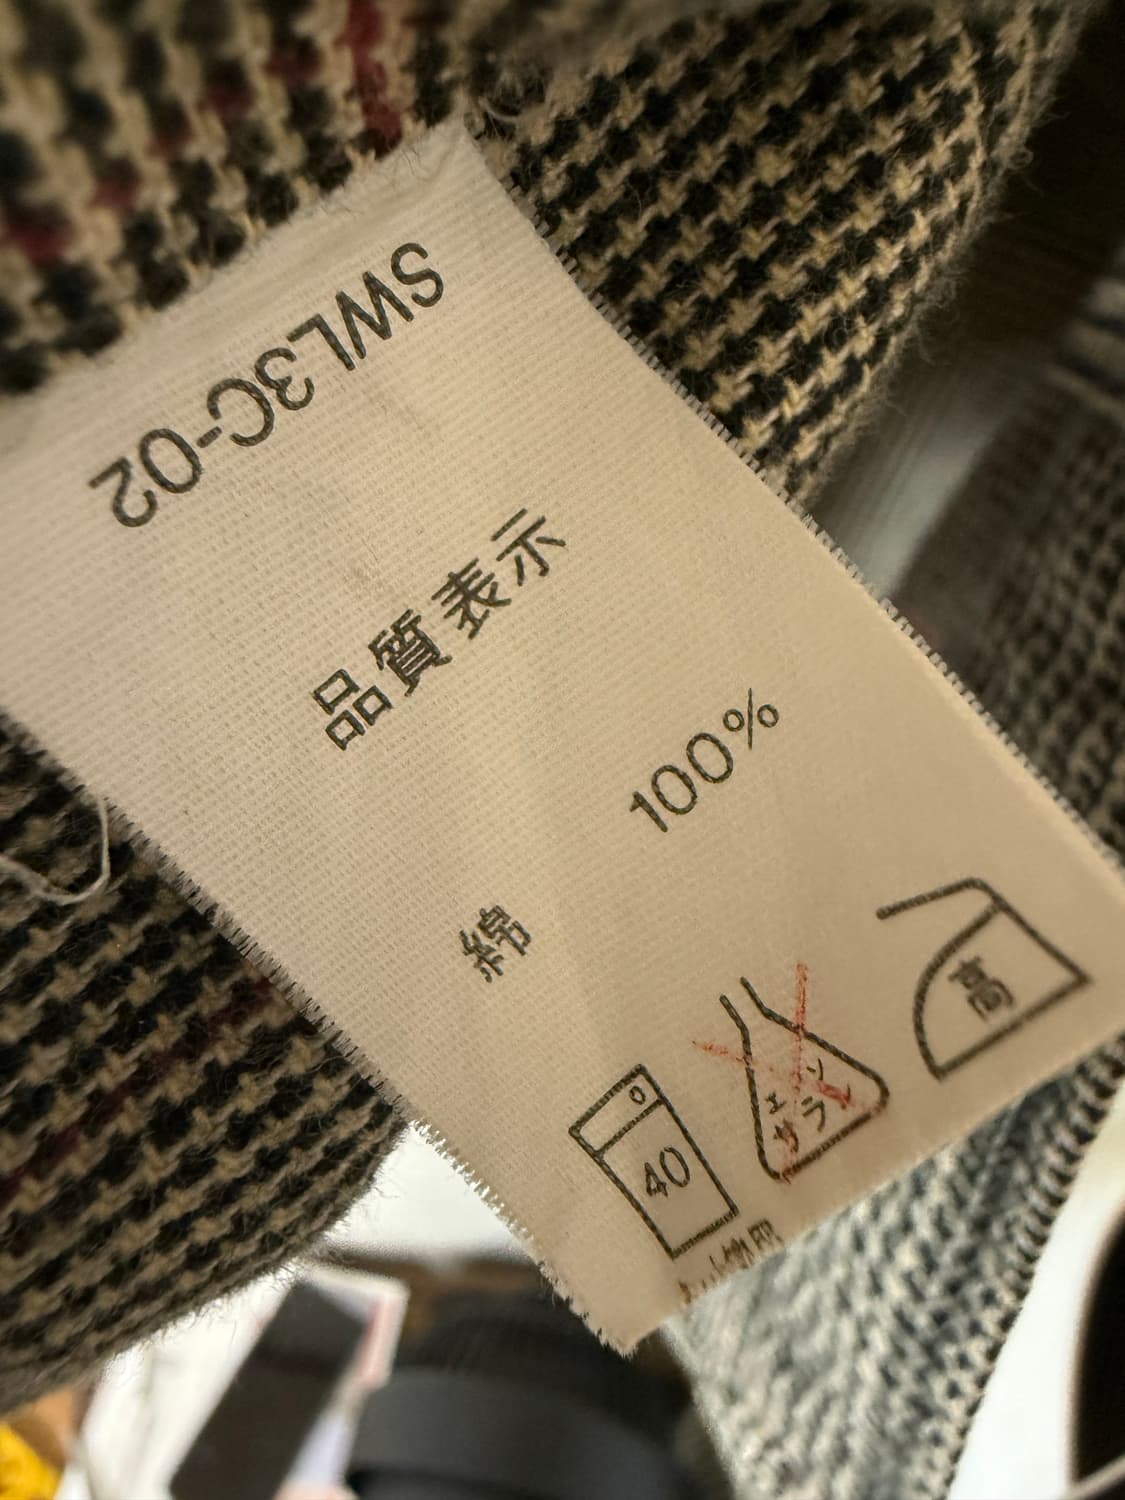 SWL3C-02
品質表示
綿 100%
40
エンソ
サラシ
高